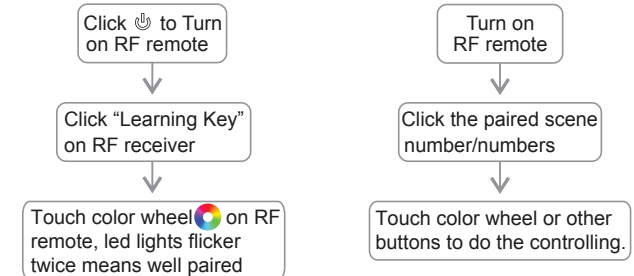 Click to Turn
on RF remote
Click “Learning Key”
on RF receiver
Touch color wheel on RF
remote, led lights flicker
twice means well paired
Turn on
RF remote
Click the paired scene
number/numbers
Touch color wheel or other
buttons to do the controlling.